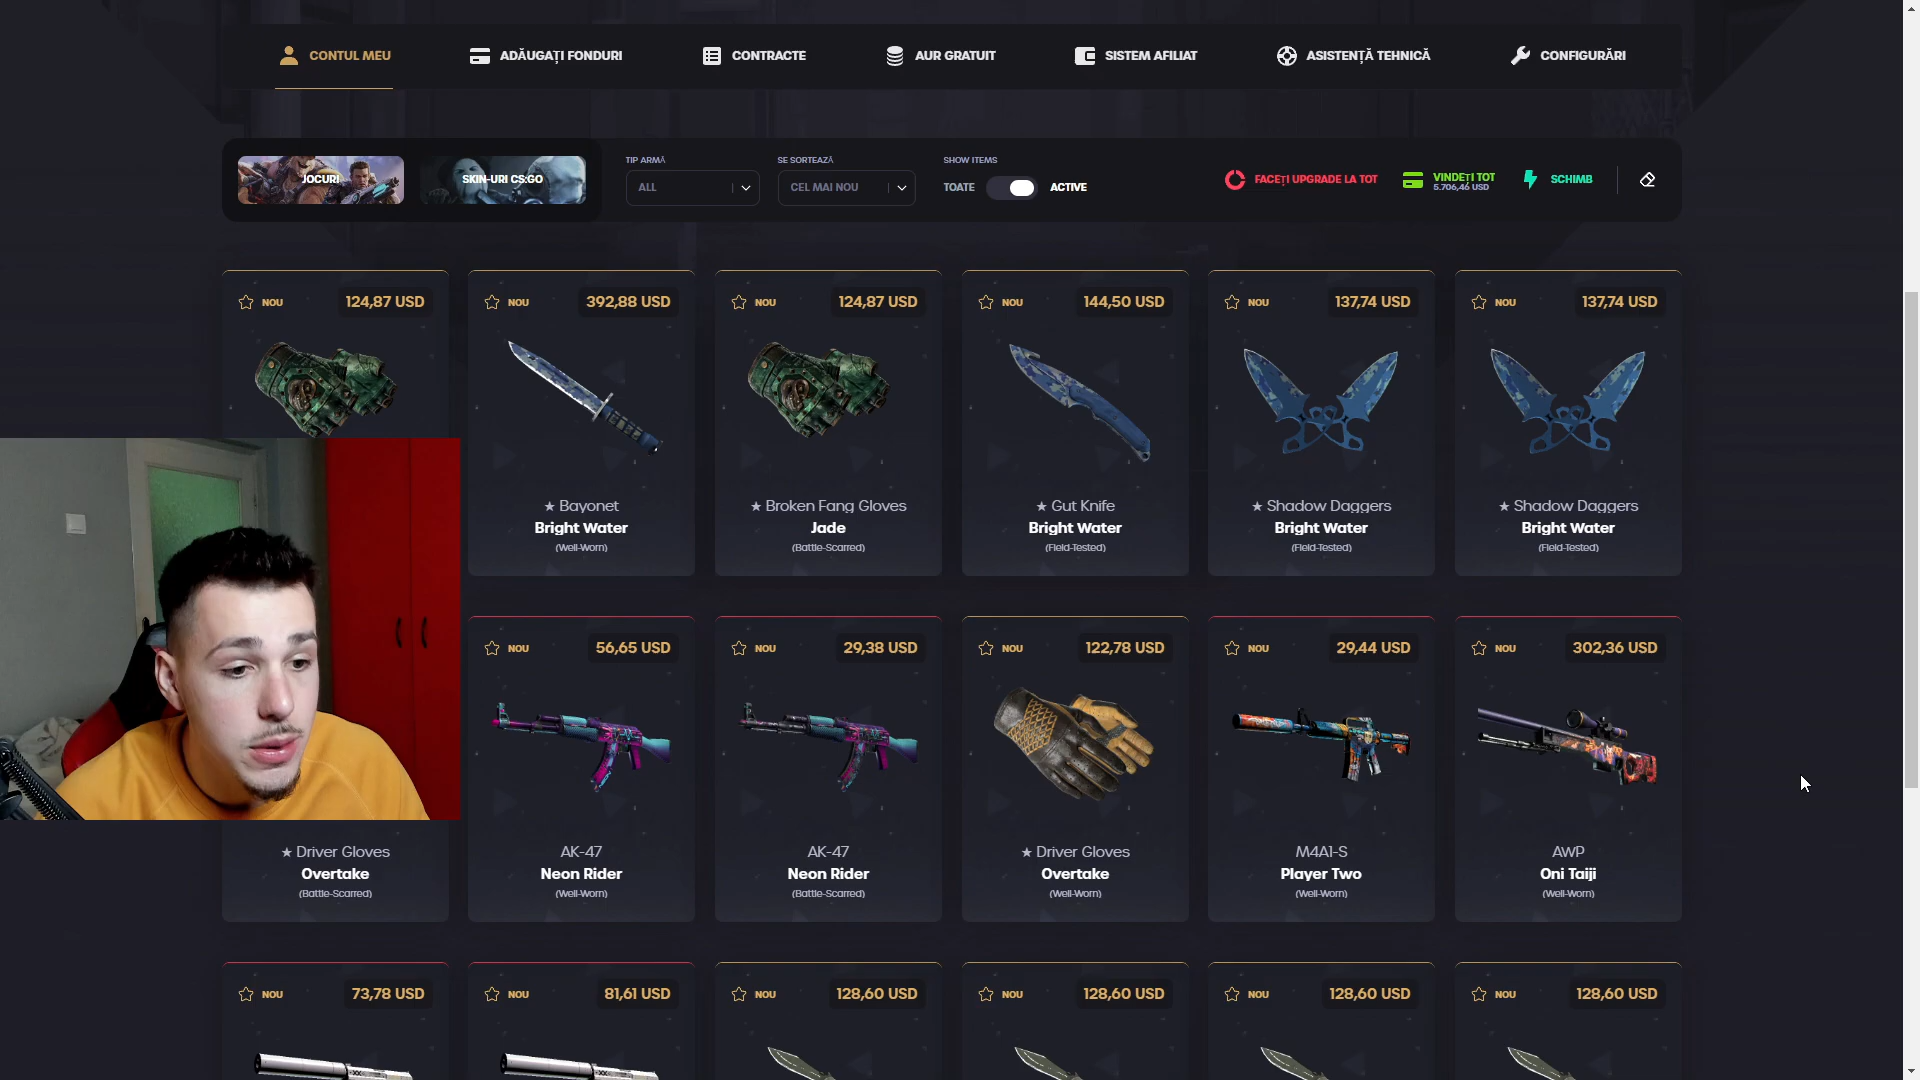 CONTUL MEU
ADĂUGAȚI FONDURI
CONTRACTE
AUR GRATUIT
SISTEM AFILIAT
ASISTENȚĂ TEHNICĂ
CONFIGURĂRI
JOCURI
SKIN-URI CS:GO
TIP ARMĂ
ALL
SE SORTEAZĂ
CEL MAI NOU
SHOW ITEMS
TOATE
ACTIVE
FACEȚI UPGRADE LA TOT
VINDEȚI TOT
5.706,46 USD
SCHIMB
NOU
124,87 USD
NOU
392,88 USD
★ Bayonet
Bright Water
(Well-Worn)
NOU
124,87 USD
★ Broken Fang Gloves
Jade
(Battle-Scarred)
NOU
144,50 USD
★ Gut Knife
Bright Water
(Field-Tested)
NOU
137,74 USD
★ Shadow Daggers
Bright Water
(Field-Tested)
NOU
137,74 USD
★ Shadow Daggers
Bright Water
(Field-Tested)
★ Driver Gloves
Overtake
(Battle-Scarred)
NOU
56,65 USD
AK-47
Neon Rider
(Well-Worn)
NOU
29,38 USD
AK-47
Neon Rider
(Battle-Scarred)
NOU
122,78 USD
★ Driver Gloves
Overtake
(Well-Worn)
NOU
29,44 USD
M4A1-S
Player Two
(Well-Worn)
NOU
302,36 USD
AWP
Oni Taiji
(Well-Worn)
NOU
73,78 USD
NOU
81,61 USD
NOU
128,60 USD
NOU
128,60 USD
NOU
128,60 USD
NOU
128,60 USD